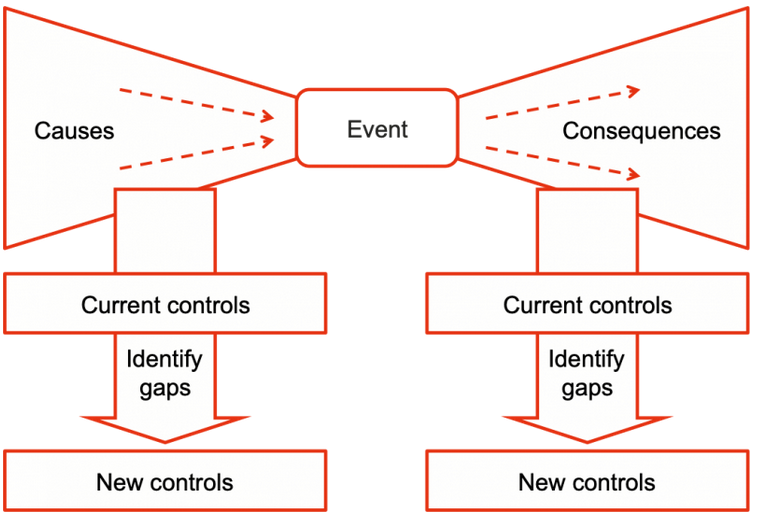 Causes
Event
Consequences
Current controls
Current controls
Identify
gaps
Identify
gaps
New controls
New controls